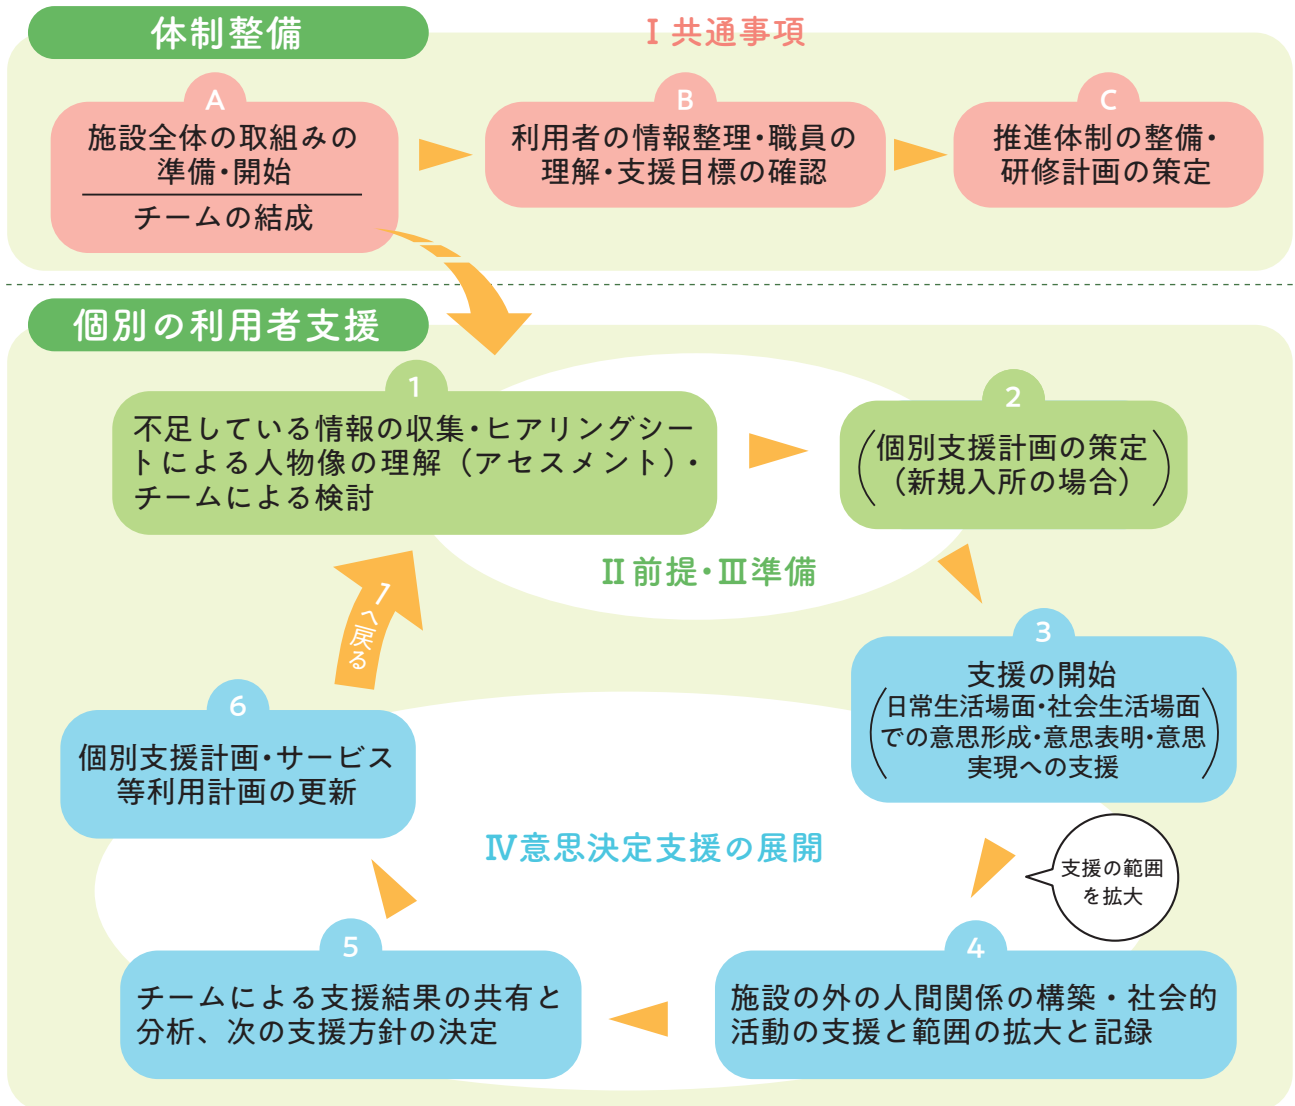 体制整備
Ⅰ 共通事項
A
施設全体の取組みの
準備・開始
チームの結成
B
利用者の情報整理・職員の
理解・支援目標の確認
C
推進体制の整備・
研修計画の策定
個別の利用者支援
1
不足している情報の収集・ヒアリングシー
トによる人物像の理解（アセスメント）・
チームによる検討
2
個別支援計画の策定
（新規入所の場合）
Ⅱ 前提・Ⅲ準備
3
支援の開始
日常生活場面・社会生活場面
での意思形成・意思表明・意思
実現への支援
支援の範囲
を拡大
4
施設の外の人間関係の構築・社会的
活動の支援と範囲の拡大と記録
Ⅳ意思決定支援の展開
5
チームによる支援結果の共有と
分析、次の支援方針の決定
6
個別支援計画・サービス
等利用計画の更新
1へ戻る